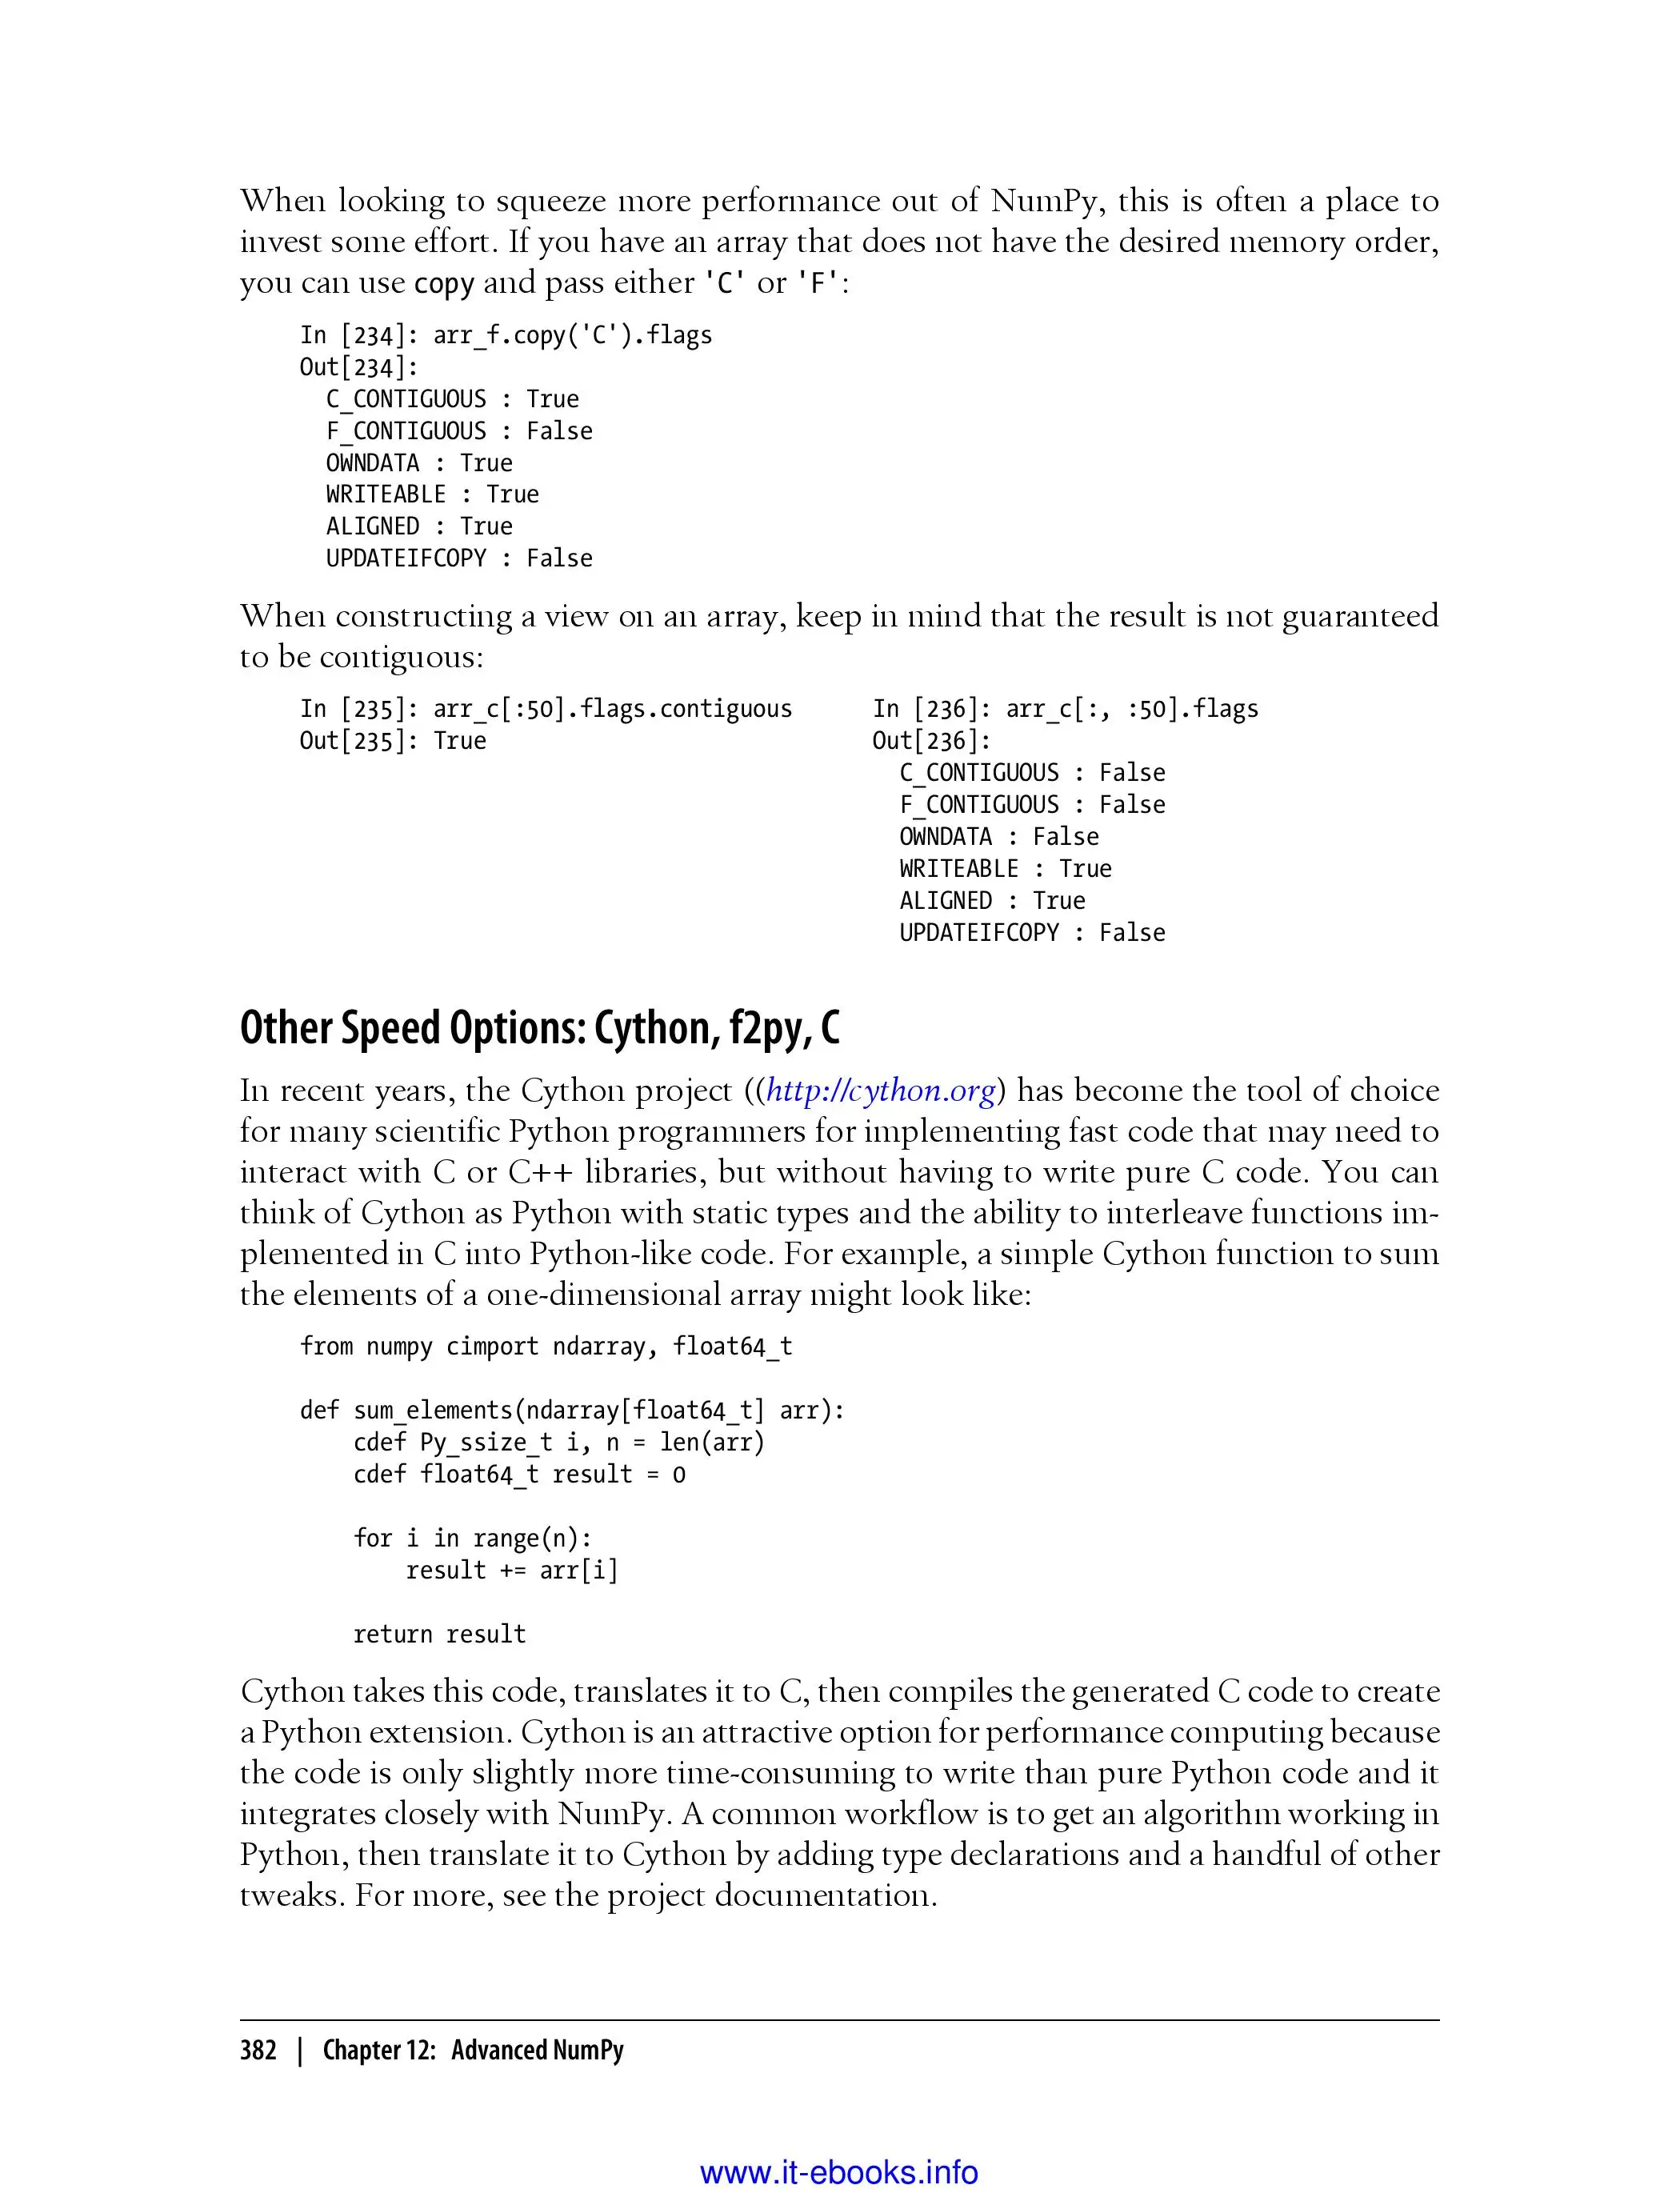 When looking to squeeze more performance out of NumPy, this is often a place to
invest some effort. If you have an array that does not have the desired memory order,
you can use copy and pass either 'C' or 'F':
In [234]: arr_f.copy('C').flags
Out[234]:
  C_CONTIGUOUS : True
  F_CONTIGUOUS : False
  OWNDATA : True
  WRITEABLE : True
  ALIGNED : True
  UPDATEIFCOPY : False
When constructing a view on an array, keep in mind that the result is not guaranteed
to be contiguous:
In [235]: arr_c[:50].flags.contiguous
Out[235]: True
In [236]: arr_c[:, :50].flags
Out[236]:
  C_CONTIGUOUS : False
  F_CONTIGUOUS : False
  OWNDATA : False
  WRITEABLE : True
  ALIGNED : True
  UPDATEIFCOPY : False
Other Speed Options: Cython, f2py, C
In recent years, the Cython project ((http://cython.org) has become the tool of choice
for many scientific Python programmers for implementing fast code that may need to
interact with C or C++ libraries, but without having to write pure C code. You can
think of Cython as Python with static types and the ability to interleave functions im-
plemented in C into Python-like code. For example, a simple Cython function to sum
the elements of a one-dimensional array might look like:
from numpy cimport ndarray, float64_t
def sum_elements(ndarray[float64_t] arr):
    cdef Py_ssize_t i, n = len(arr)
    cdef float64_t result = 0
    for i in range(n):
        result += arr[i]
    return result
Cython takes this code, translates it to C, then compiles the generated C code to create
a Python extension. Cython is an attractive option for performance computing because
the code is only slightly more time-consuming to write than pure Python code and it
integrates closely with NumPy. A common workflow is to get an algorithm working in
Python, then translate it to Cython by adding type declarations and a handful of other
tweaks. For more, see the project documentation.
382 | Chapter 12: Advanced NumPy
www.it-ebooks.info